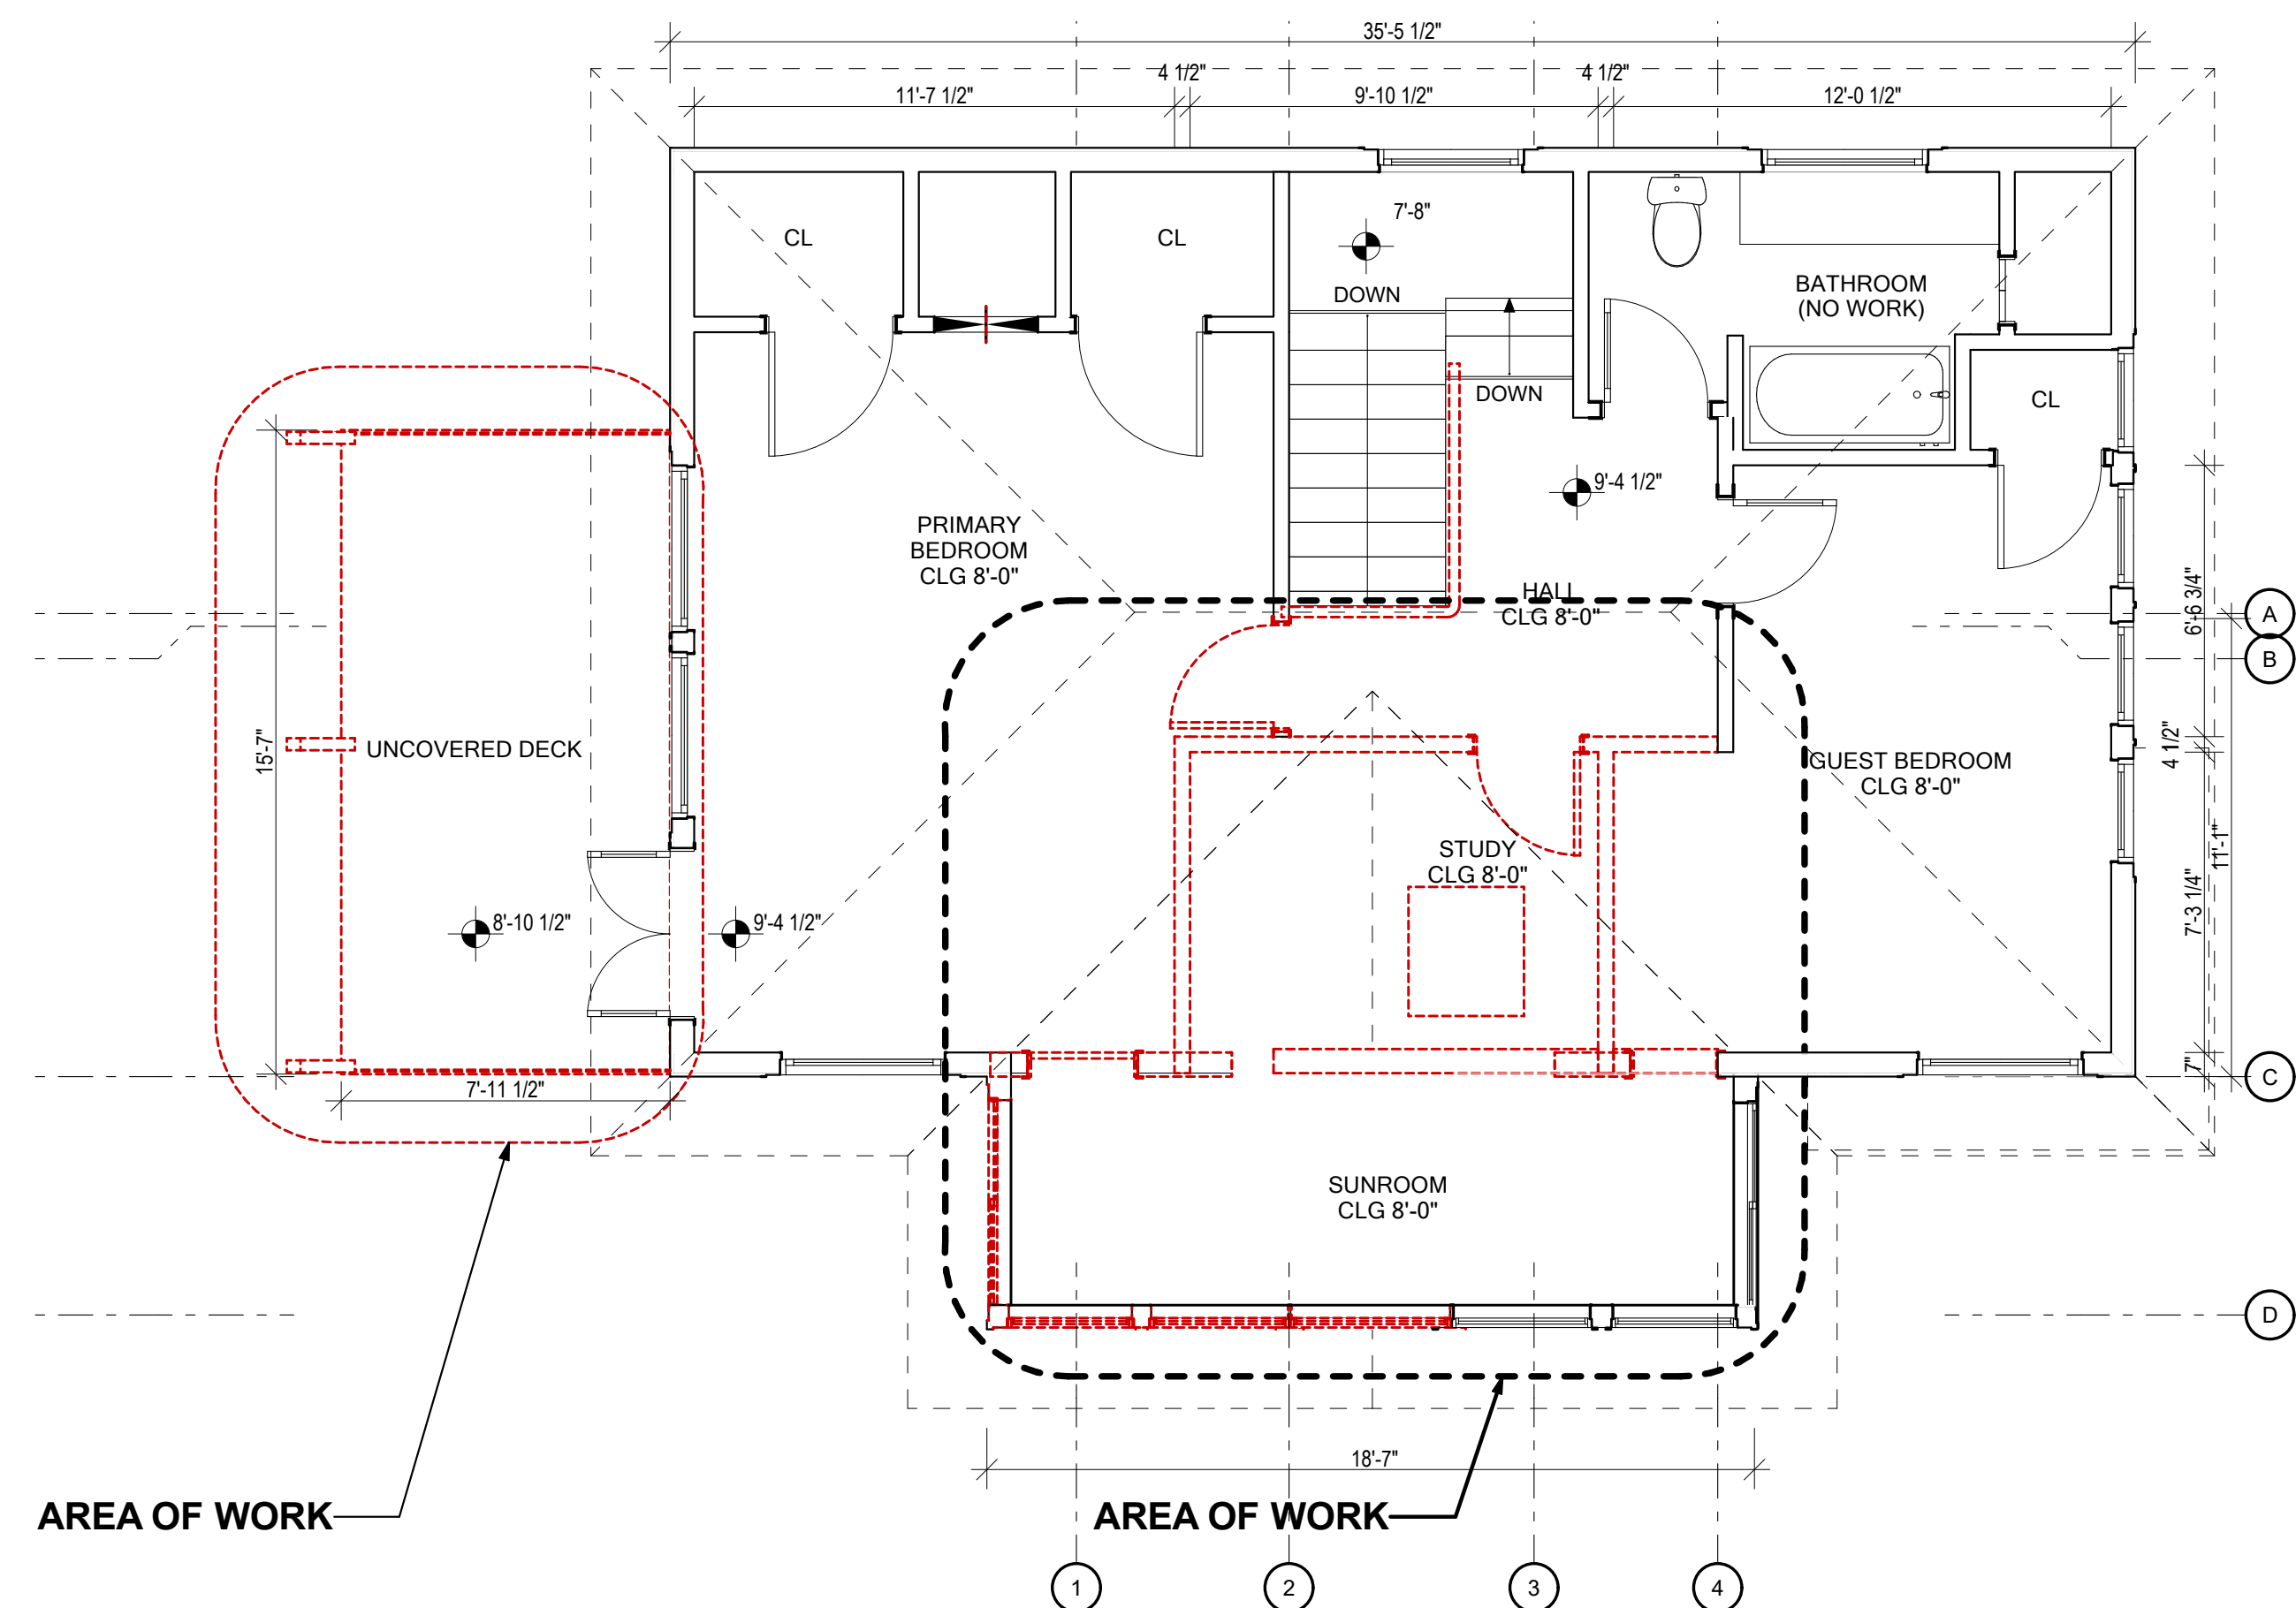 35'-5 1/2"
4 1/2"
4 1/2"
11'-7 1/2"
9'-10 1/2"
12'-0 1/2"
7'-8"
CL
CL
DOWN
BATHROOM
(NO WORK)
DOWN
CL
9'-4 1/2"
PRIMARY
BEDROOM
CLG 8'-0"
HALL
CLG 8'-0"
6'-6 3/4"
A
B
15'-7"
UNCOVERED DECK
4 1/2"
GUEST BEDROOM
CLG 8'-0"
STUDY
CLG 8'-0"
11'-1"
7'-3 1/4"
8'-10 1/2"
9'-4 1/2"
7"
C
7'-11 1/2"
SUNROOM
CLG 8'-0"
D
18'-7"
AREA OF WORK
AREA OF WORK
1
2
3
4